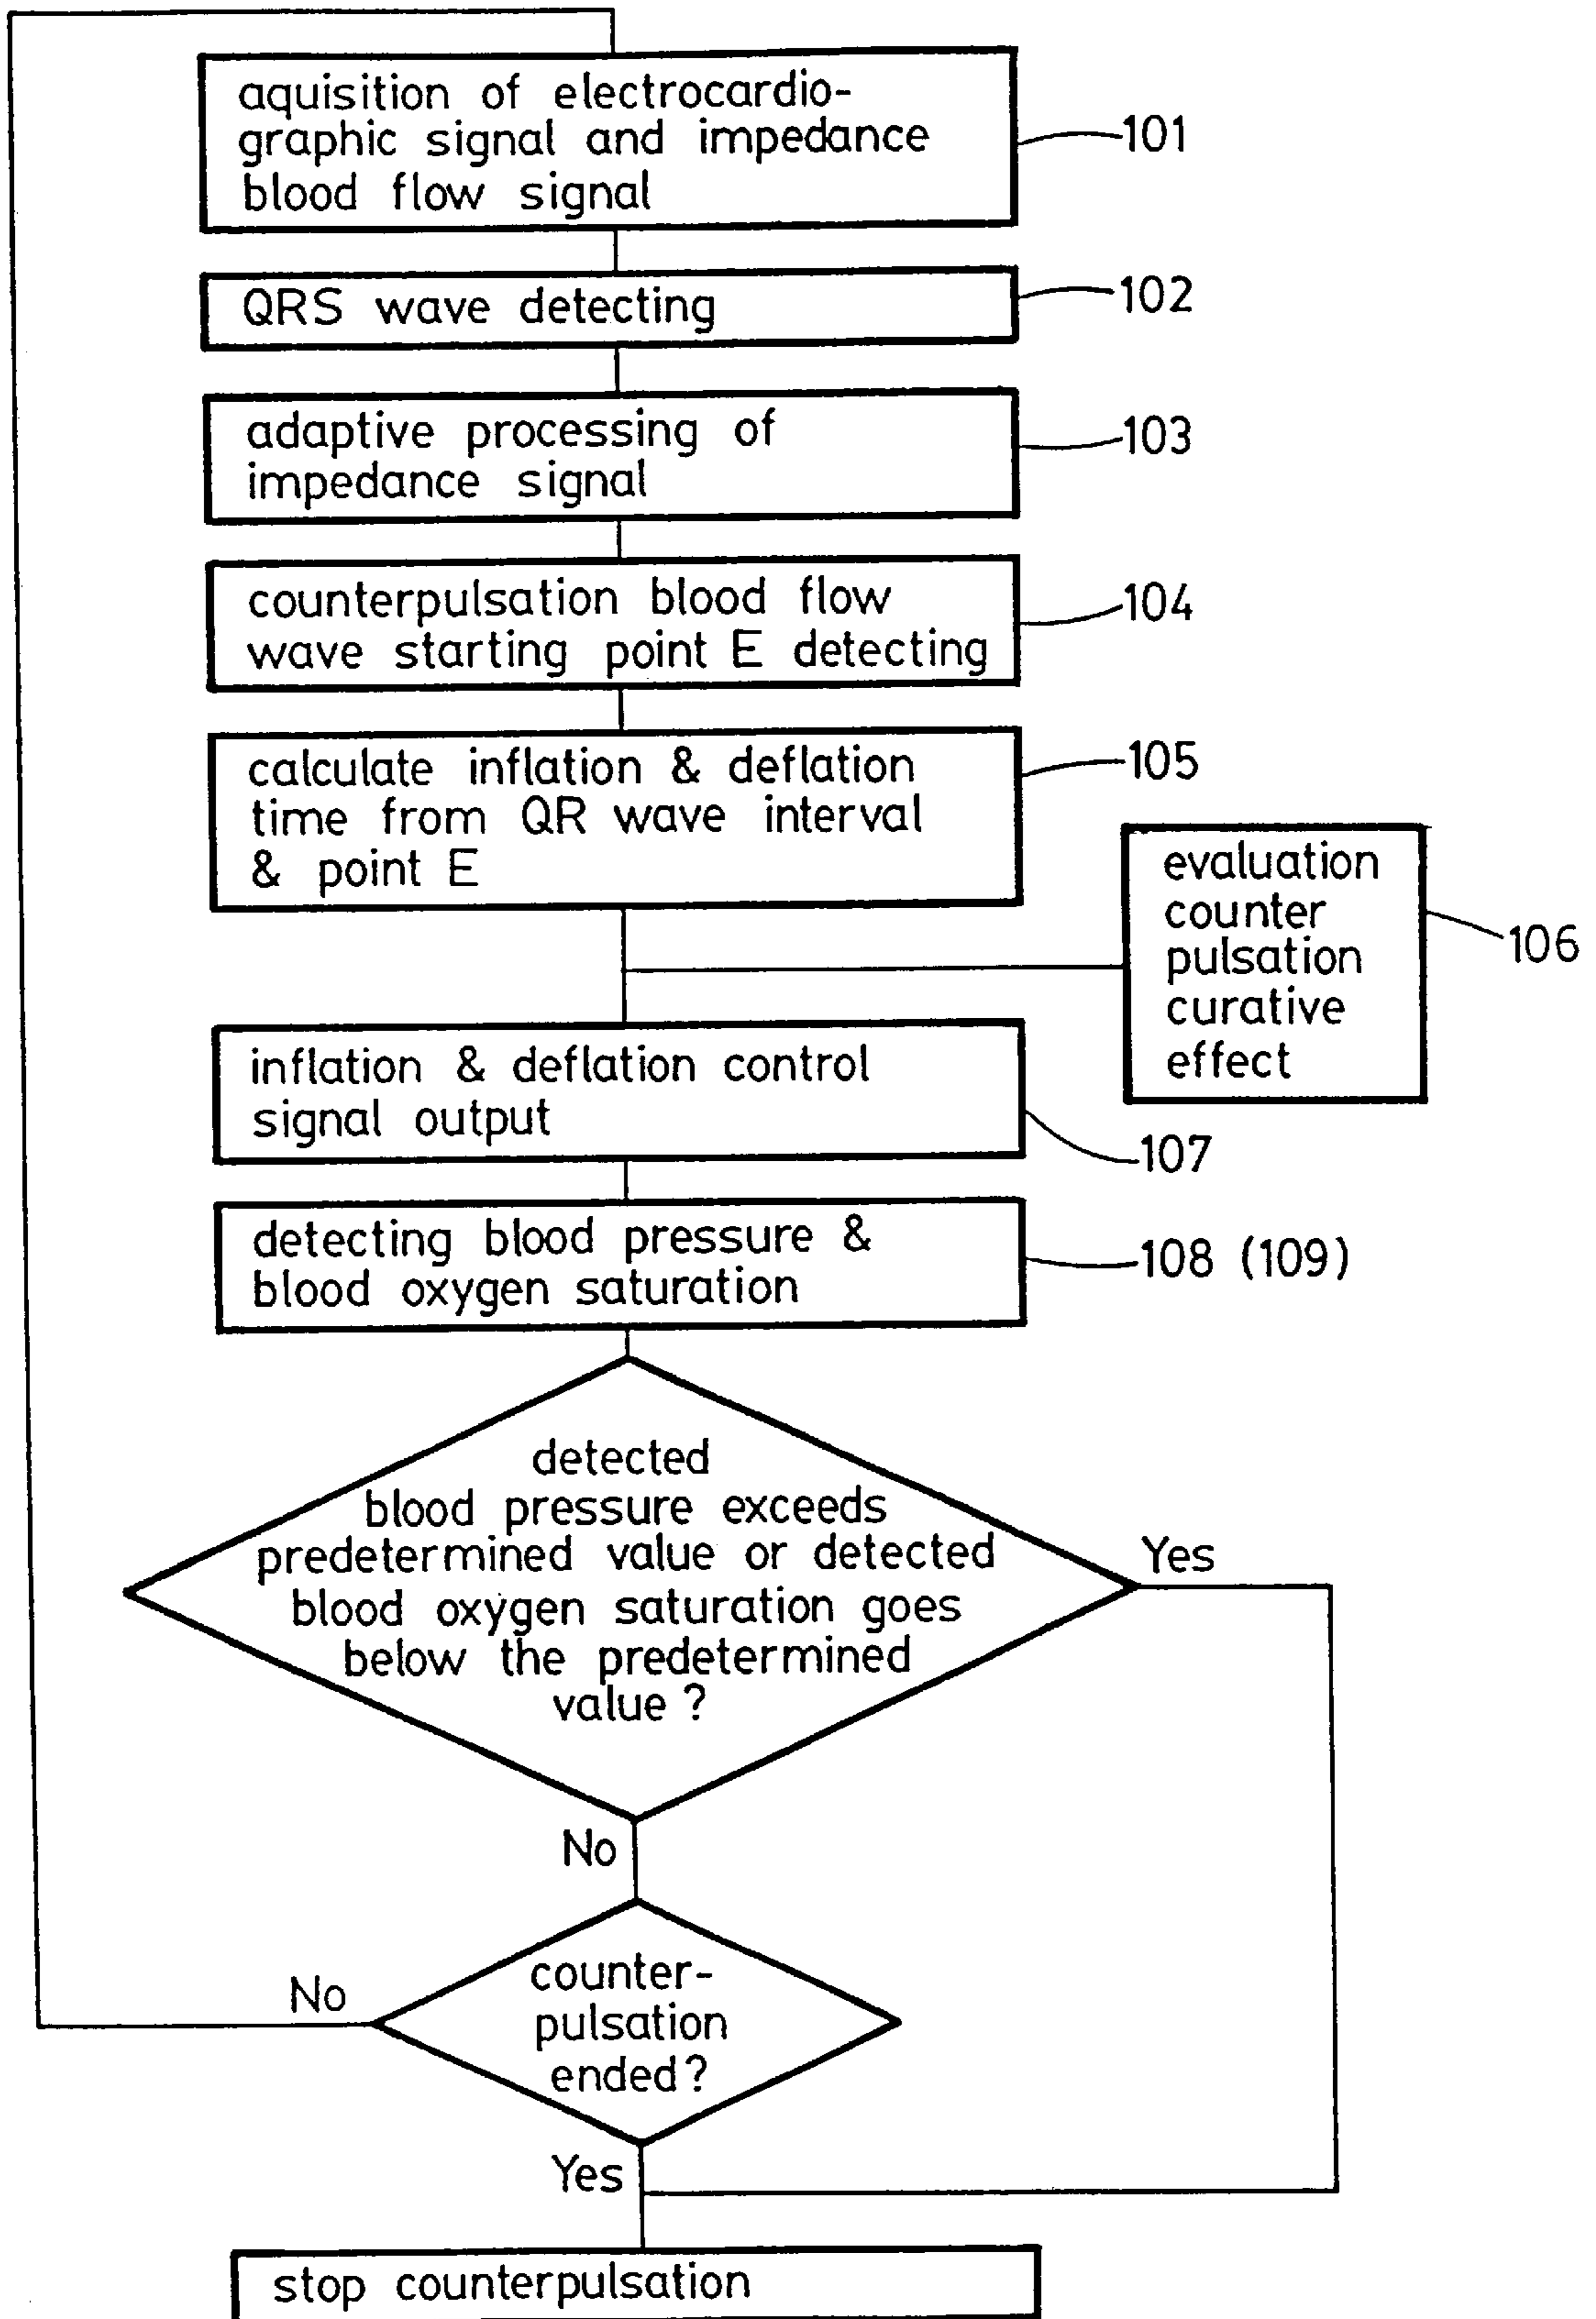 aquisition of electrocardio-
graphic signal and impedance
blood flow signal
101
QRS wave detecting
102
adaptive processing of
impedance signal
103
counterpulsation blood flow
wave starting point E detecting
104
calculate inflation & deflation
time from QR wave interval
& point E
105
evaluation
counter
pulsation
curative
effect
106
inflation & deflation control
signal output
107
detecting blood pressure &
blood oxygen saturation
108 (109)
detected
blood pressure exceeds
predetermined value or detected
blood oxygen saturation goes
below the predetermined
value ?
Yes
No
counter-
pulsation
ended?
No
Yes
stop counterpulsation